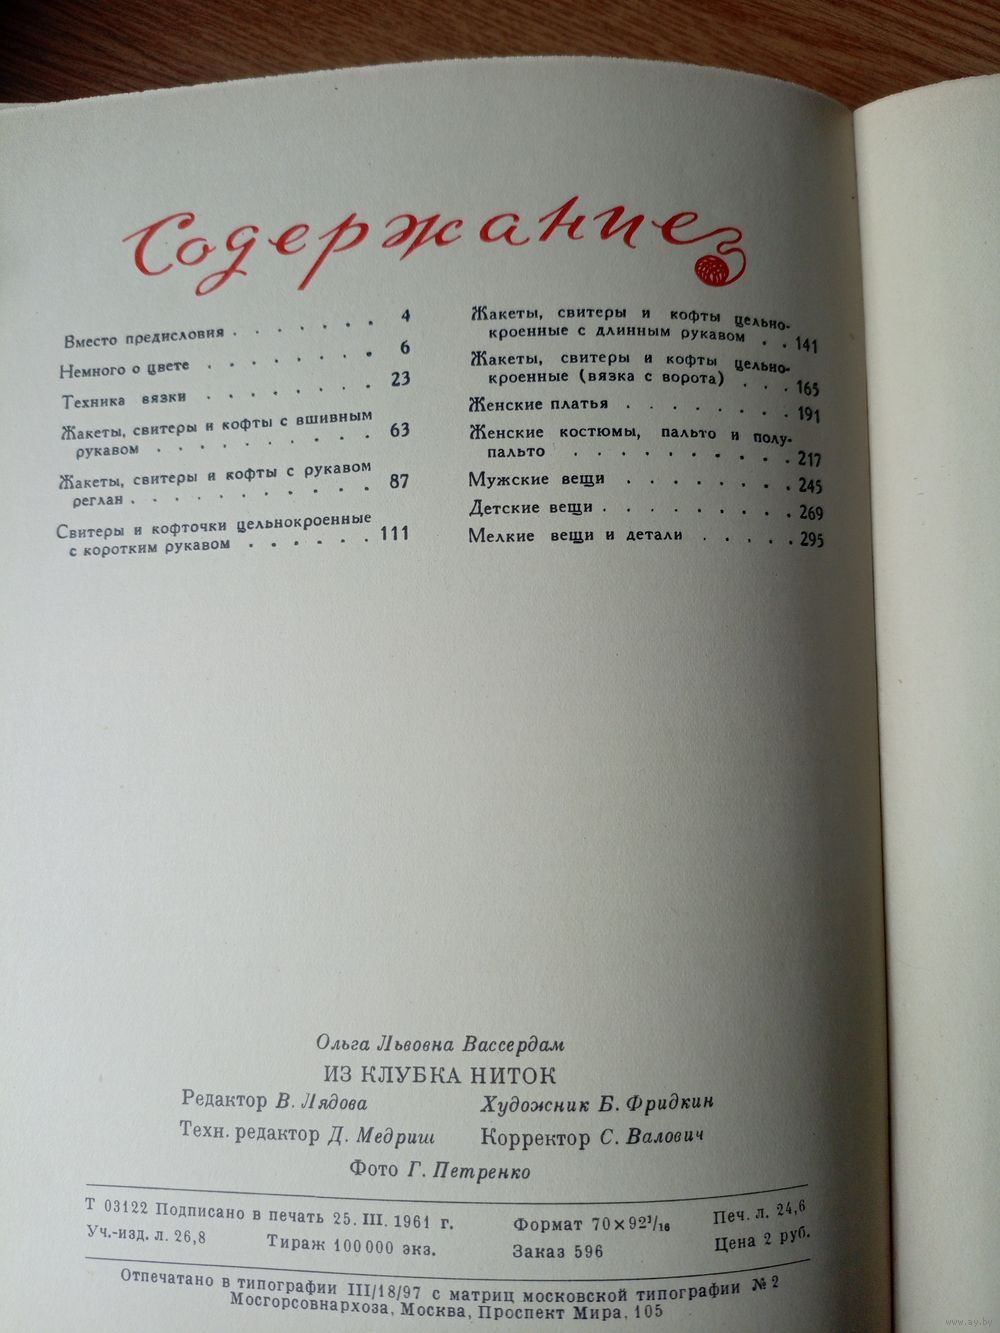 Содержание
Вместо предисловия . . . . . . . 4
Немного о цвете . . . . . . . 6
Техника вязки . . . . . . . 23
Жакеты, свитеры и кофты с вшивным
рукавом . . . . . . . . 63
Жакеты, свитеры и кофты с рукавом
реглан . . . . . . . . . 87
Свитеры и кофточки цельнокроенные
с коротким рукавом . . . . . . 111
Жакеты, свитеры и кофты цельно-
кроенные с длинным рукавом . . 141
Жакеты, свитеры и кофты цельно-
кроенные (вязка с ворота) . . . 165
Женские платья . . . . . . . . 191
Женские костюмы, пальто и полу-
пальто . . . . . . . . . . 217
Мужские вещи . . . . . . . . 245
Детские вещи . . . . . . . . . 269
Мелкие вещи и детали . . . . . 295
Ольга Львовна Вассердам
ИЗ КЛУБКА НИТОК
Редактор В. Лядова Художник Б. Фридкин
Техн. редактор Д. Медриш Корректор С. Валович
Фото Г. Петренко
Т 03122 Подписано в печать 25. III. 1961 г. Формат 70×92¹/₁₆ Печ. л. 24,6
Уч.-изд. л. 26,8 Тираж 100 000 экз. Заказ 596 Цена 2 руб.
Отпечатано в типографии III/18/97 с матриц московской типографии № 2
Мосгорсовнархоза, Москва, Проспект Мира, 105
www.ay.by